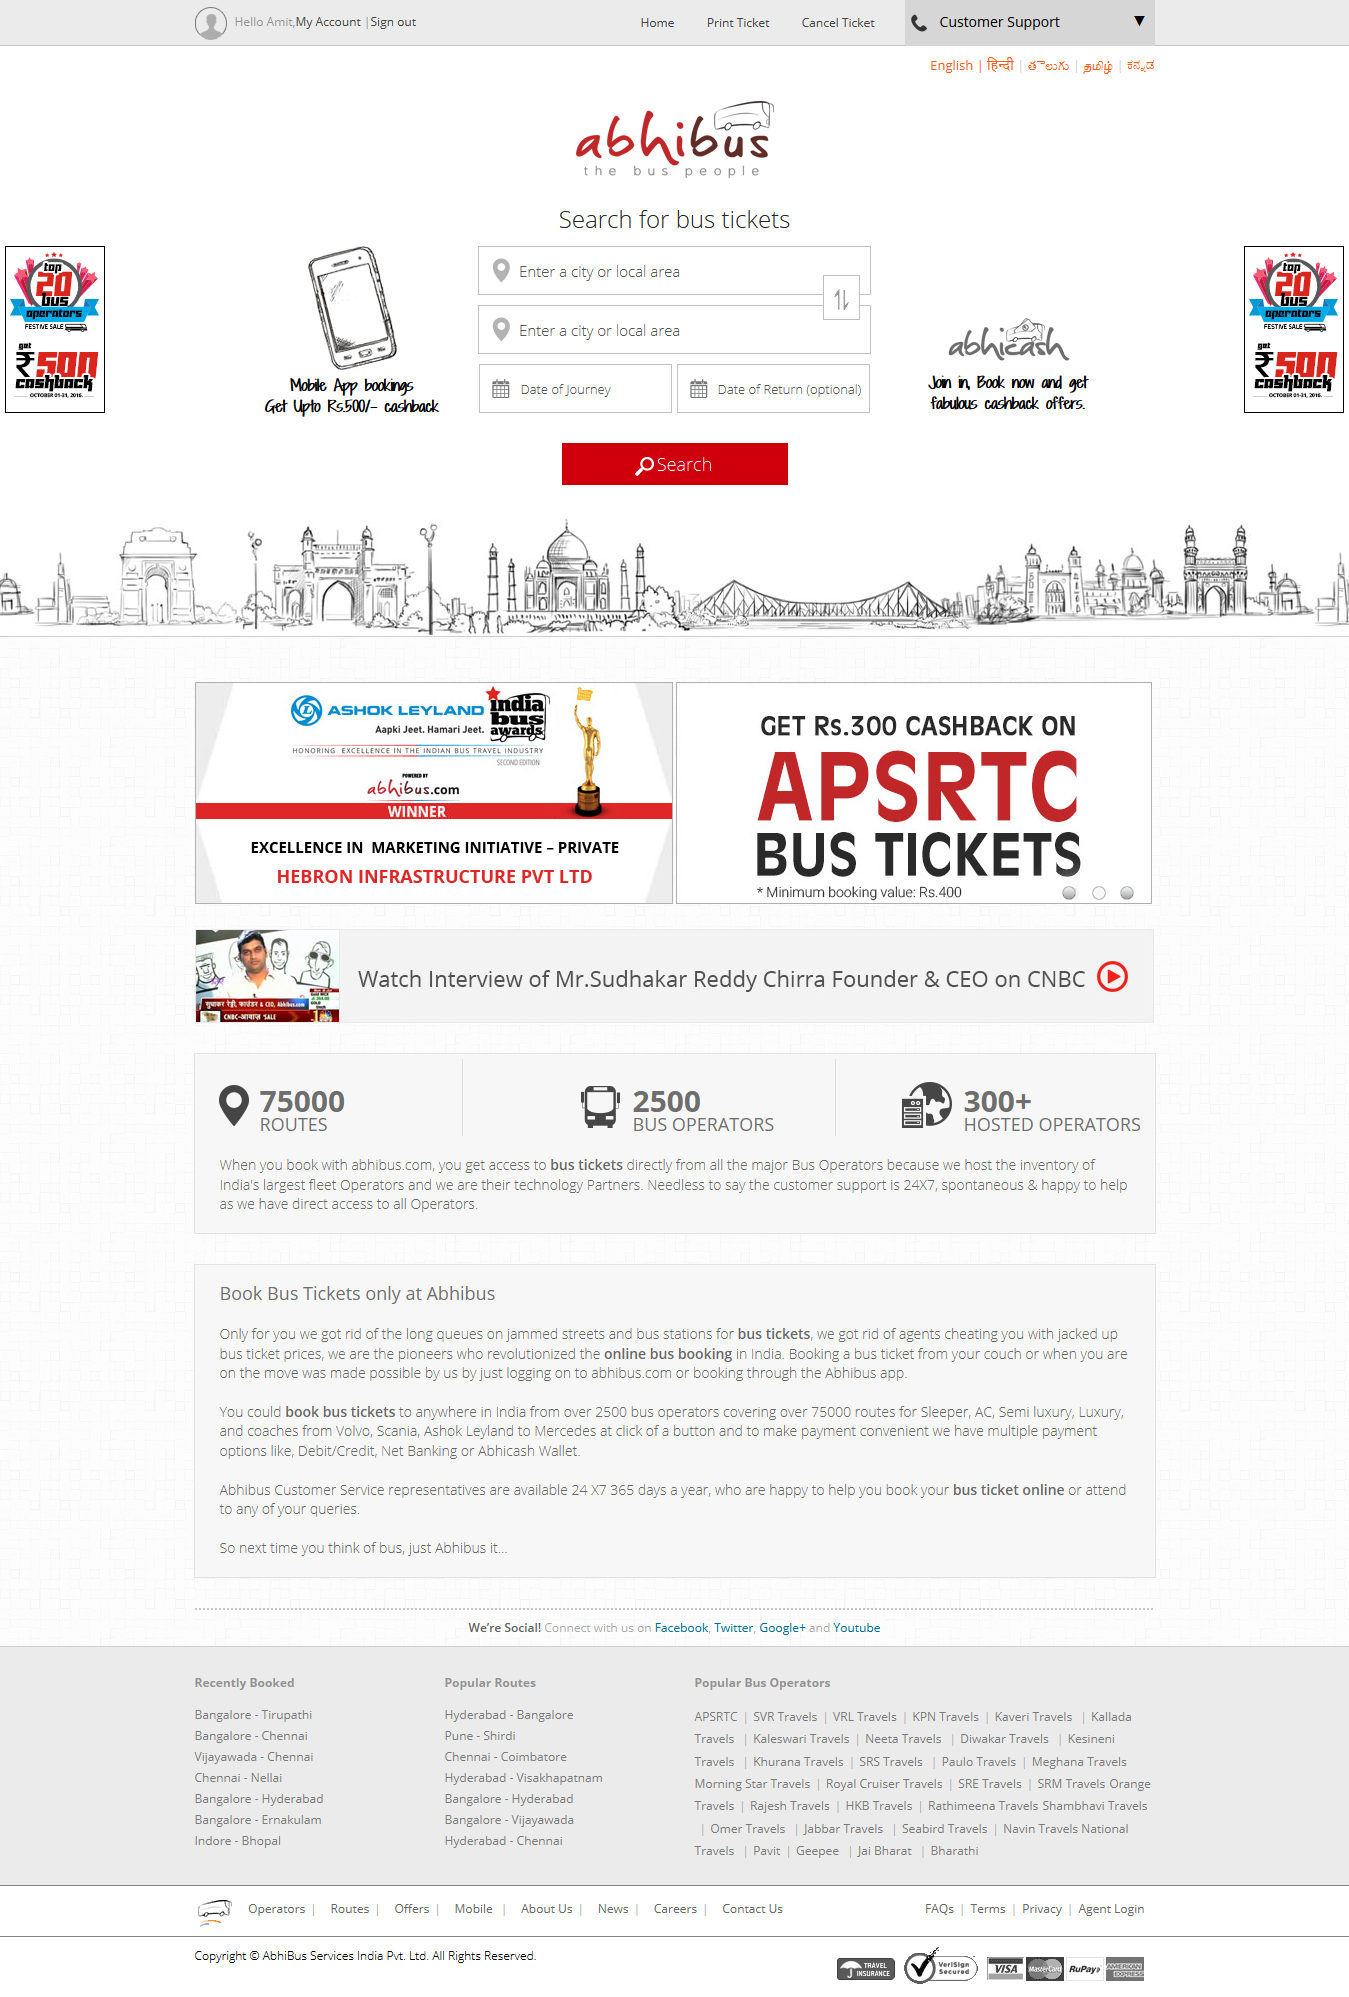 Hello Amit,My Account |Sign out
Home
Print Ticket
Cancel Ticket
Customer Support
English | हिन्दी | తెలుగు | தமிழ் | ಕನ್ನಡ
abhibus
the bus people
Search for bus tickets
top
20
bus
operators
FESTIVE SALE
get
₹500
cashback
OCTOBER 01-31, 2016.
Mobile App bookings
Get Upto Rs.500/- cashback
Enter a city or local area
Enter a city or local area
Date of Journey
Date of Return (optional)
Search
abhicash
Join in, Book now and get
fabulous cashback offers.
top
20
bus
operators
FESTIVE SALE
get
₹500
cashback
OCTOBER 01-31, 2016.
ASHOK LEYLAND
Aapki Jeet. Hamari Jeet.
india
bus
awards
HONORING EXCELLENCE IN THE INDIAN BUS TRAVEL INDUSTRY
SECOND EDITION
POWERED BY
abhibus.com
WINNER
EXCELLENCE IN MARKETING INITIATIVE – PRIVATE
HEBRON INFRASTRUCTURE PVT LTD
GET Rs.300 CASHBACK ON
APSRTC
BUS TICKETS
* Minimum booking value: Rs.400
सुधाकर रेड्डी, फाउंडर & CEO, Abhibus.com
CNBC-आवाज़ SALE
Watch Interview of Mr.Sudhakar Reddy Chirra Founder & CEO on CNBC
75000
ROUTES
2500
BUS OPERATORS
300+
HOSTED OPERATORS
When you book with abhibus.com, you get access to bus tickets directly from all the major Bus Operators because we host the inventory of
India's largest fleet Operators and we are their technology Partners. Needless to say the customer support is 24X7, spontaneous & happy to help
as we have direct access to all Operators.
Book Bus Tickets only at Abhibus
Only for you we got rid of the long queues on jammed streets and bus stations for bus tickets, we got rid of agents cheating you with jacked up
bus ticket prices, we are the pioneers who revolutionized the online bus booking in India. Booking a bus ticket from your couch or when you are
on the move was made possible by us by just logging on to abhibus.com or booking through the Abhibus app.
You could book bus tickets to anywhere in India from over 2500 bus operators covering over 75000 routes for Sleeper, AC, Semi luxury, Luxury,
and coaches from Volvo, Scania, Ashok Leyland to Mercedes at click of a button and to make payment convenient we have multiple payment
options like, Debit/Credit, Net Banking or Abhicash Wallet.
Abhibus Customer Service representatives are available 24 X7 365 days a year, who are happy to help you book your bus ticket online or attend
to any of your queries.
So next time you think of bus, just Abhibus it...
We're Social! Connect with us on Facebook, Twitter, Google+ and Youtube
Recently Booked
Bangalore - Tirupathi
Bangalore - Chennai
Vijayawada - Chennai
Chennai - Nellai
Bangalore - Hyderabad
Bangalore - Ernakulam
Indore - Bhopal
Popular Routes
Hyderabad - Bangalore
Pune - Shirdi
Chennai - Coimbatore
Hyderabad - Visakhapatnam
Bangalore - Hyderabad
Bangalore - Vijayawada
Hyderabad - Chennai
Popular Bus Operators
APSRTC | SVR Travels | VRL Travels | KPN Travels | Kaveri Travels | Kallada
Travels | Kaleswari Travels | Neeta Travels | Diwakar Travels | Kesineni
Travels | Khurana Travels | SRS Travels | Paulo Travels | Meghana Travels
Morning Star Travels | Royal Cruiser Travels | SRE Travels | SRM Travels Orange
Travels | Rajesh Travels | HKB Travels | Rathimeena Travels Shambhavi Travels
| Omer Travels | Jabbar Travels | Seabird Travels | Navin Travels National
Travels | Pavit | Geepee | Jai Bharat | Bharathi
Operators | Routes | Offers | Mobile | About Us | News | Careers | Contact Us
FAQs | Terms | Privacy | Agent Login
Copyright © AbhiBus Services India Pvt. Ltd. All Rights Reserved.
TRAVEL
INSURANCE
VeriSign
Secured
VISA
MasterCard
RuPay
AMERICAN
EXPRESS